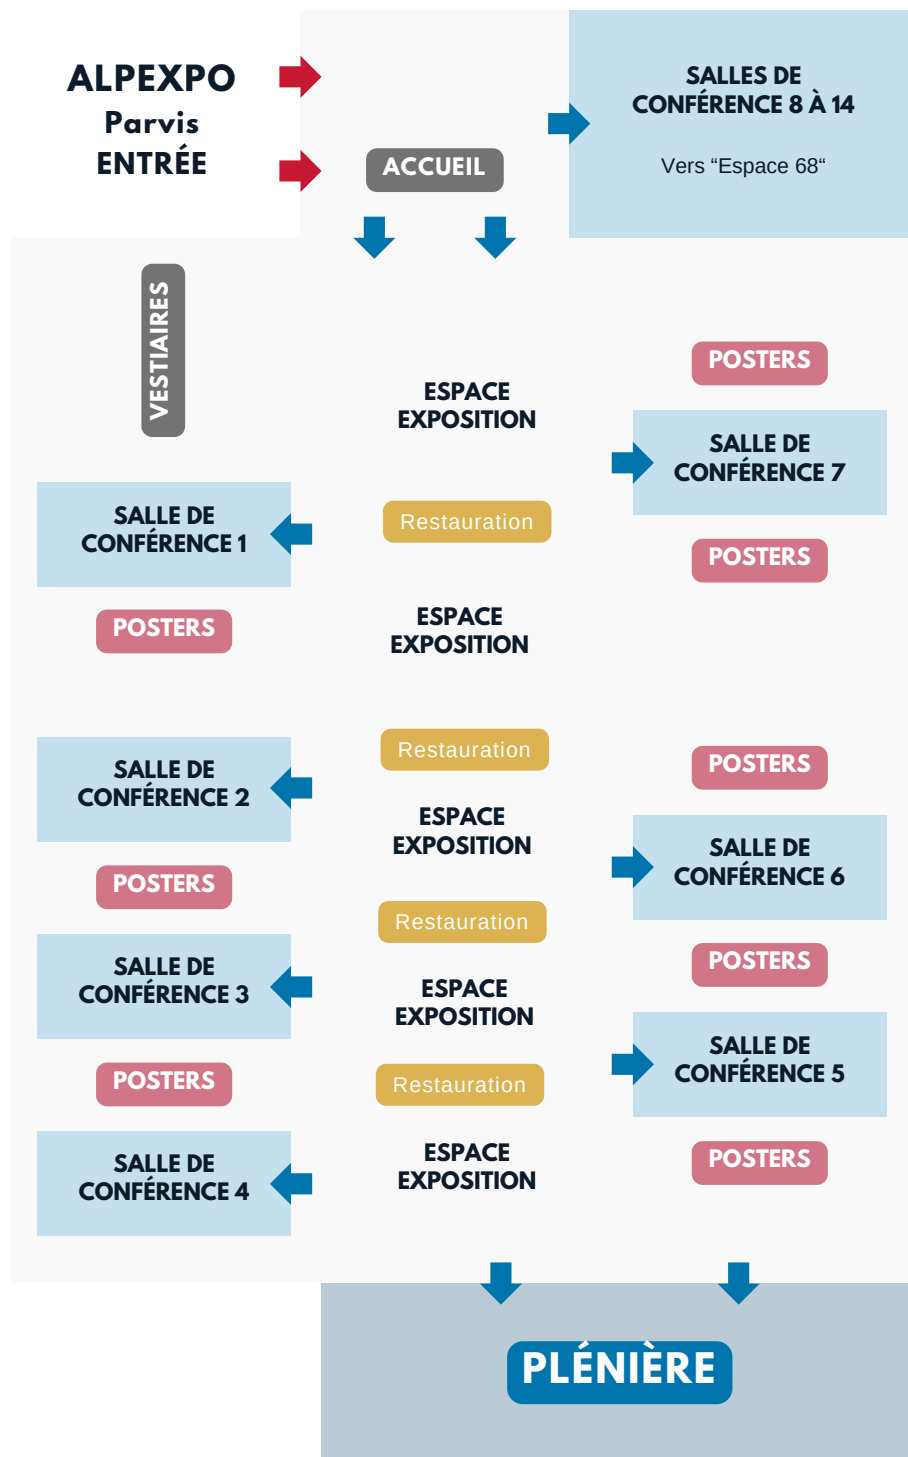 ALPEXPO
Parvis
ENTRÉE
SALLES DE
CONFÉRENCE 8 À 14
Vers “Espace 68“
ACCUEIL
VESTIAIRES
POSTERS
ESPACE
EXPOSITION
SALLE DE
CONFÉRENCE 7
SALLE DE
CONFÉRENCE 1
Restauration
POSTERS
POSTERS
ESPACE
EXPOSITION
SALLE DE
CONFÉRENCE 2
Restauration
POSTERS
ESPACE
EXPOSITION
SALLE DE
CONFÉRENCE 6
POSTERS
Restauration
POSTERS
SALLE DE
CONFÉRENCE 3
ESPACE
EXPOSITION
SALLE DE
CONFÉRENCE 5
POSTERS
Restauration
SALLE DE
CONFÉRENCE 4
ESPACE
EXPOSITION
POSTERS
PLÉNIÈRE